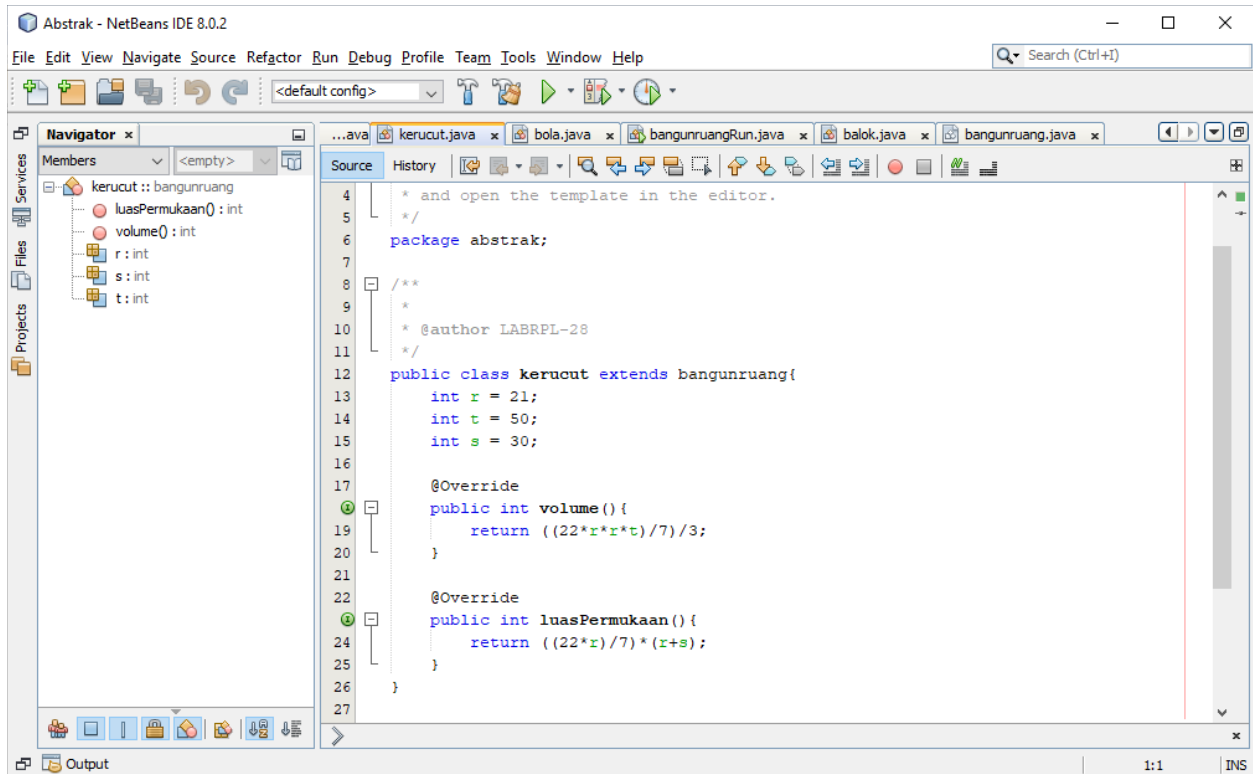 Abstrak - NetBeans IDE 8.0.2
File Edit View Navigate Source Refactor Run Debug Profile Team Tools Window Help
Search (Ctrl+I)
<default config>
Navigator
...ava kerucut.java bola.java bangunruangRun.java balok.java bangunruang.java
Members <empty>
Source History
Services
Files
Projects
kerucut :: bangunruang
luasPermukaan() : int
volume() : int
r : int
s : int
t : int
4 * and open the template in the editor.
5 */
6 package abstrak;
7
8 /**
9 *
10 * @author LABRPL-28
11 */
12 public class kerucut extends bangunruang{
13 int r = 21;
14 int t = 50;
15 int s = 30;
16
17 @Override
public int volume(){
19 return ((22*r*r*t)/7)/3;
20 }
21
22 @Override
public int luasPermukaan(){
24 return ((22*r)/7)*(r+s);
25 }
26 }
27
Output
1:1 INS